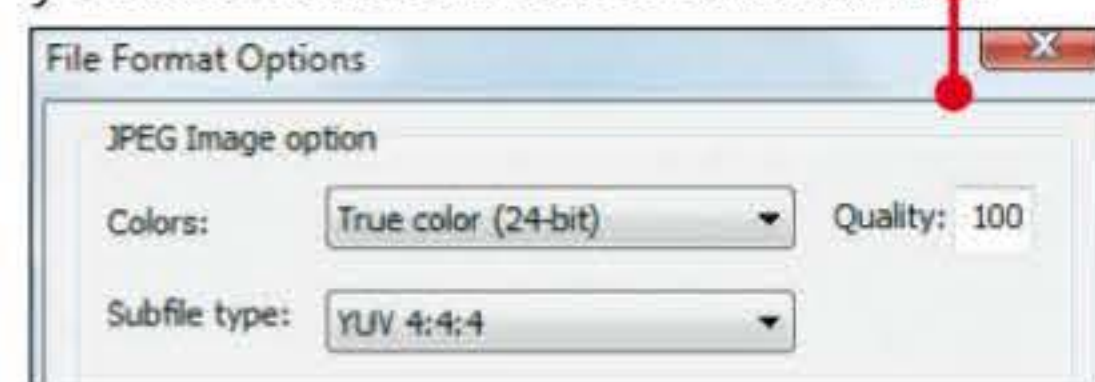 File Format Options
JPEG Image option
Colors: True color (24-bit) Quality: 100
Subfile type: YUV 4:4:4